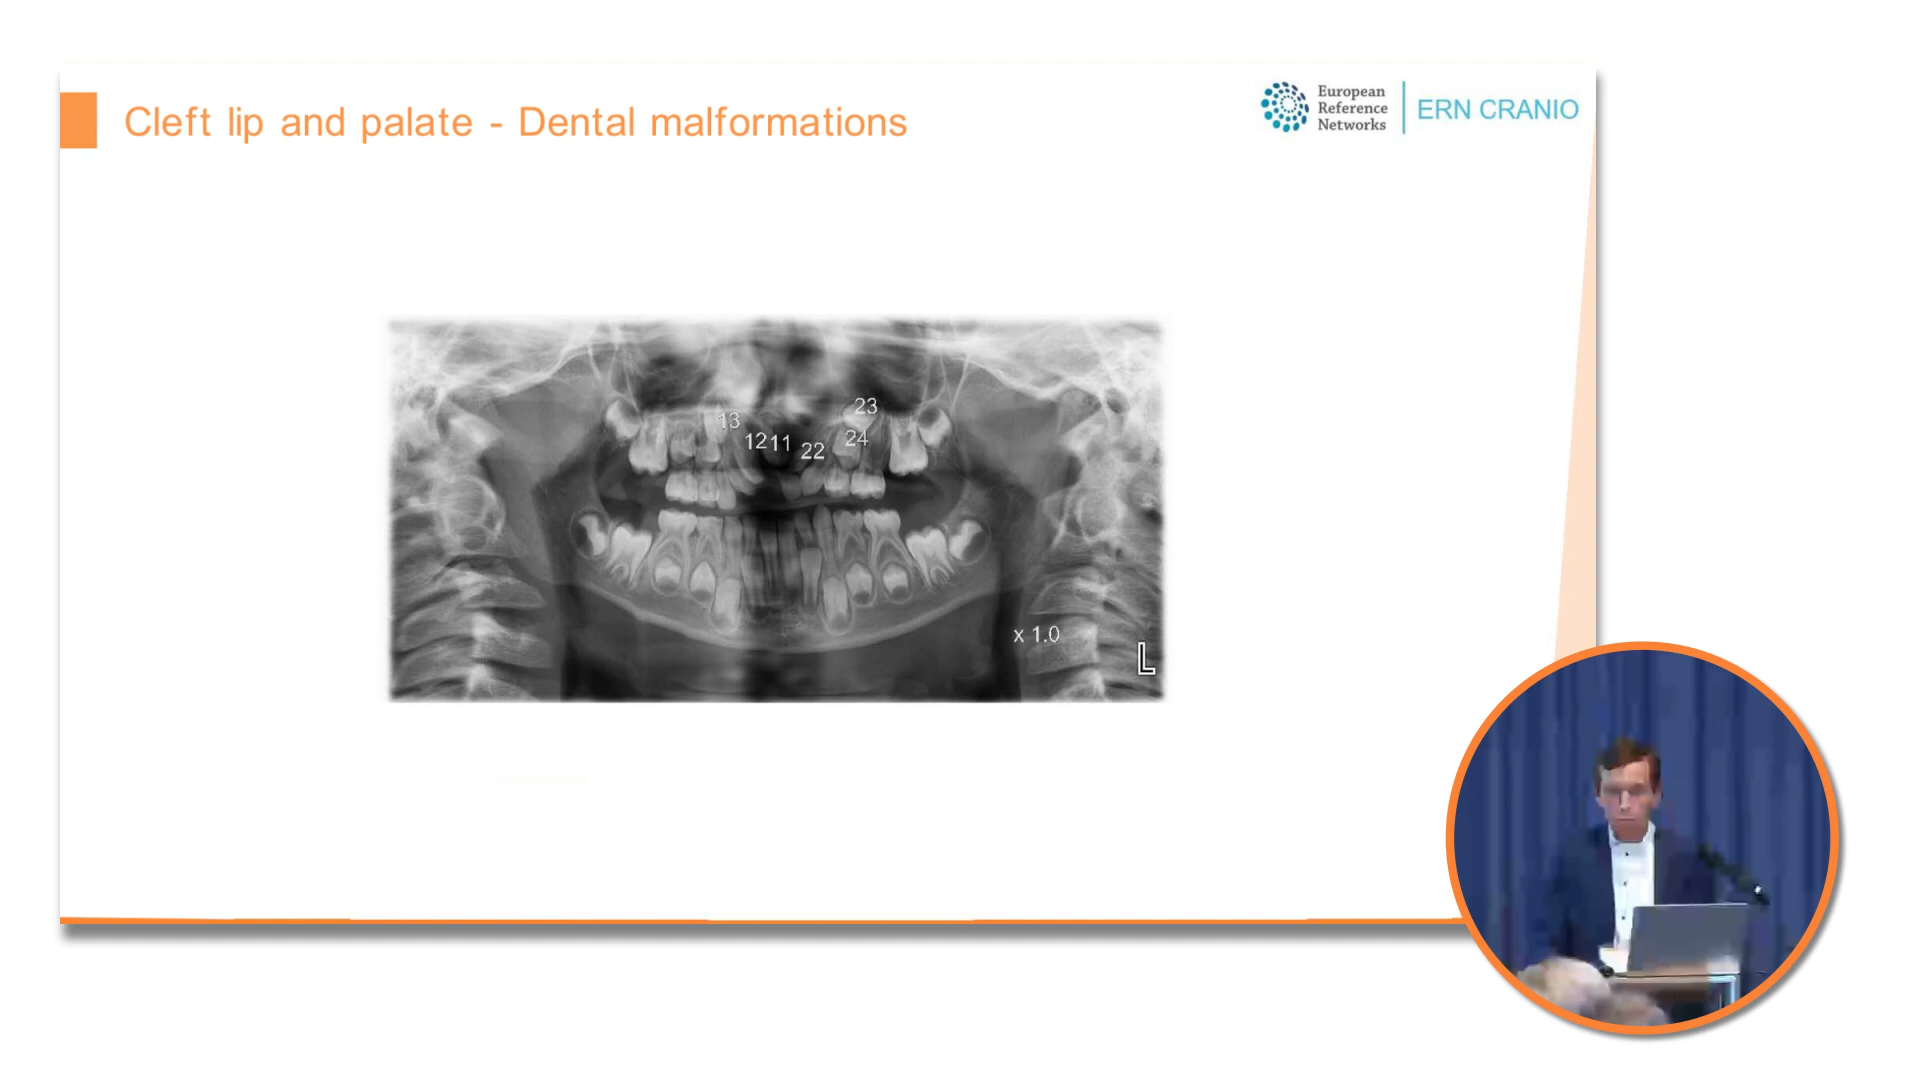 Cleft lip and palate - Dental malformations
European
Reference
Networks
ERN CRANIO
23
13
12 11 22 24
x 1.0
L